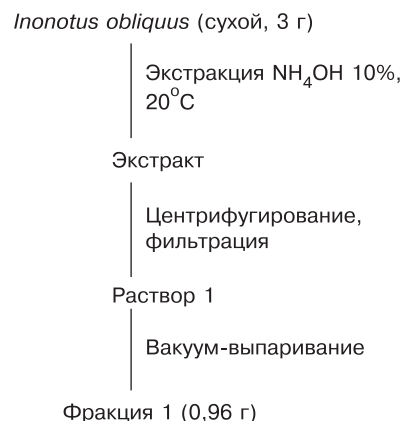 Inonotus obliquus (сухой, 3 г)
Экстракция NH4OH 10%,
20°C
Экстракт
Центрифугирование,
фильтрация
Раствор 1
Вакуум-выпаривание
Фракция 1 (0,96 г)